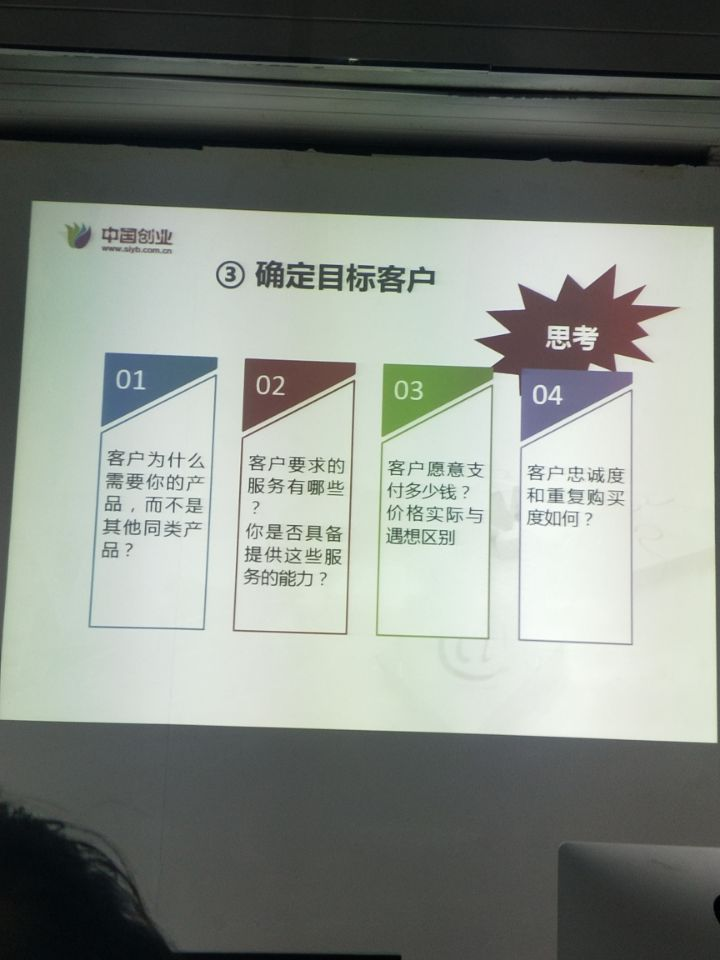 中国创业
www.siyb.com.cn
③ 确定目标客户
思考
01
客户为什么
需要你的产
品，而不是
其他同类产
品？
02
客户要求的
服务有哪些
？
你是否具备
提供这些服
务的能力？
03
客户愿意支
付多少钱？
价格实际与
遇想区别
04
客户忠诚度
和重复购买
度如何？